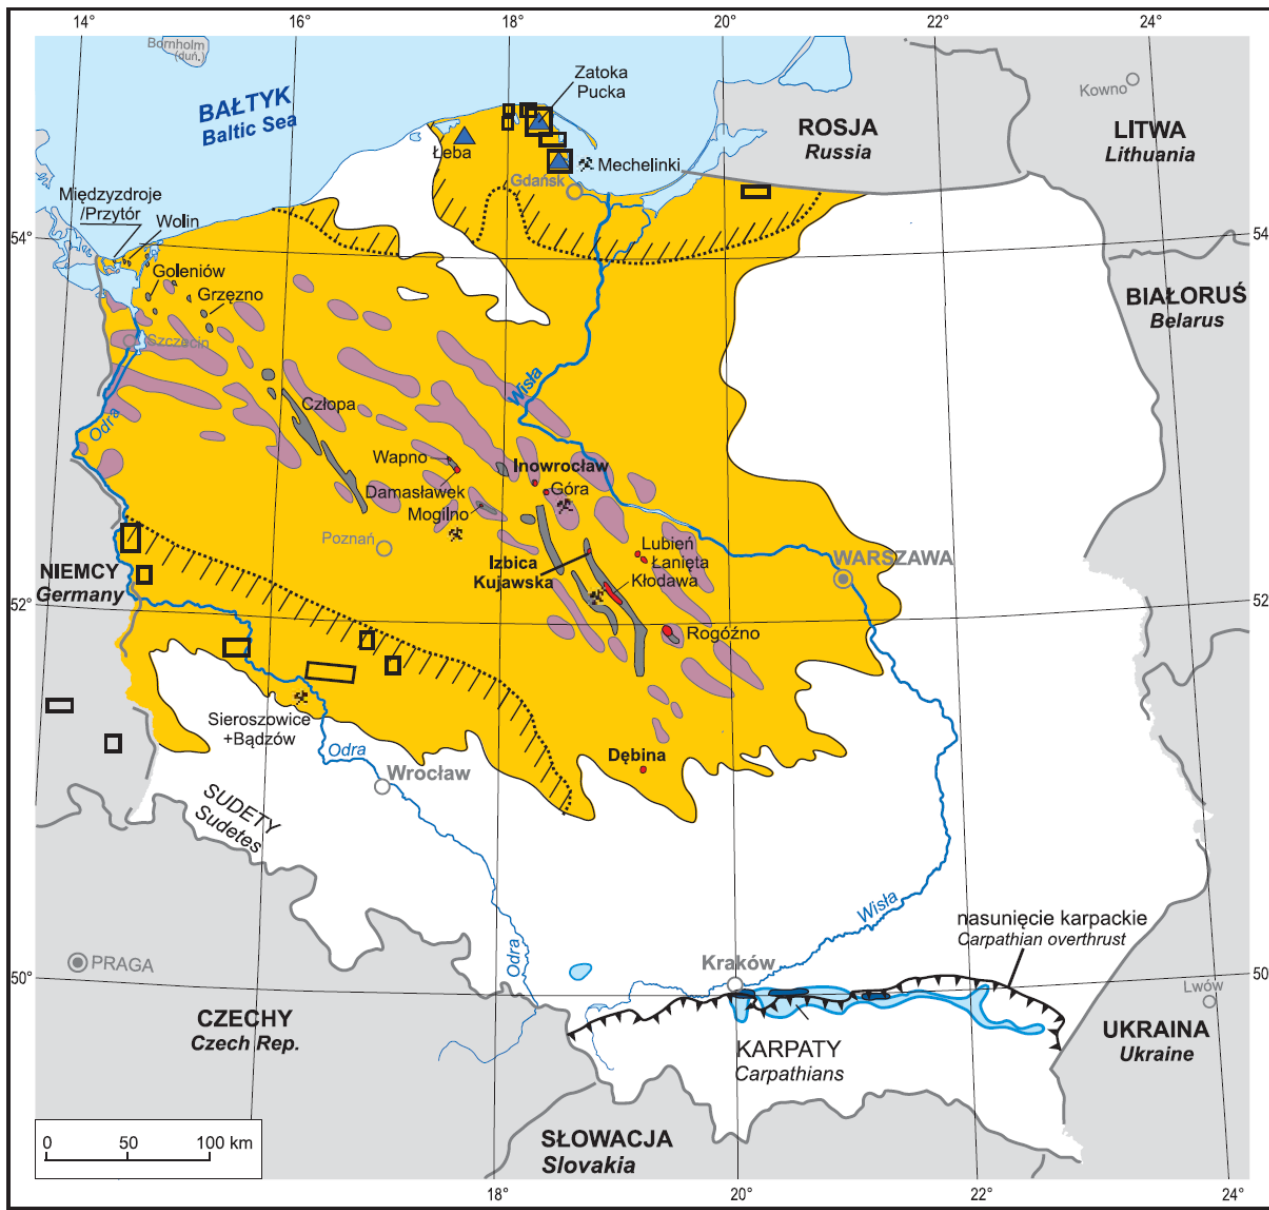 14°
16°
18°
20°
22°
24°
Bornholm
(duń.)
BAŁTYK
Baltic Sea
Zatoka
Pucka
Kowno
ROSJA
Russia
LITWA
Lithuania
Łeba
Mechelinki
Gdańsk
Międzyzdroje
/Przytór
Wolin
54°
54
Goleniów
Grzęzno
BIAŁORUŚ
Belarus
Szczecin
Wisła
Odra
Człopa
Wapno
Inowrocław
Damasławek
Góra
Mogilno
Poznań
Lubień
Łanięta
Izbica
Kujawska
Kłodawa
WARSZAWA
NIEMCY
Germany
52°
52
Rogóźno
Sieroszowice
+Bądzów
Odra
Dębina
Wrocław
SUDETY
Sudetes
Wisła
nasunięcie karpackie
Carpathian overthrust
PRAGA
Odra
Kraków
50°
50
Lwów
CZECHY
Czech Rep.
UKRAINA
Ukraine
KARPATY
Carpathians
0 50 100 km
SŁOWACJA
Slovakia
18°
20°
22°
24°